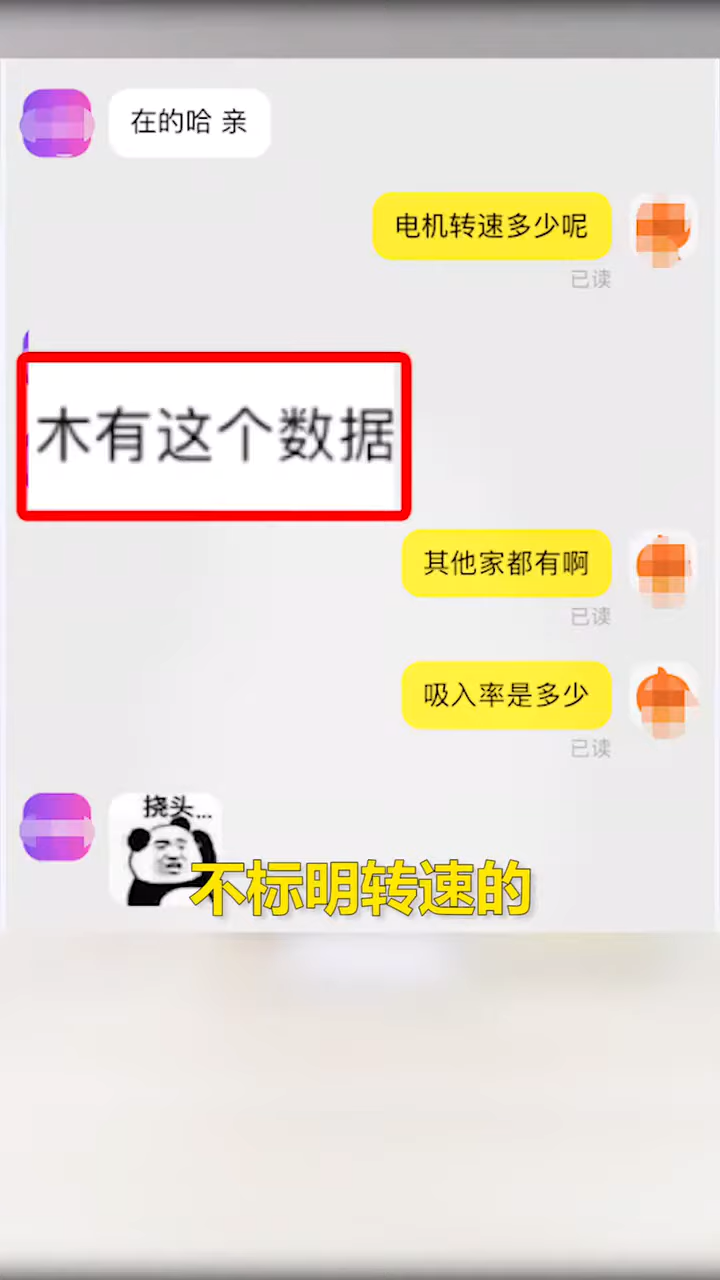 在的哈 亲
电机转速多少呢
已读
木有这个数据
其他家都有啊
已读
吸入率是多少
已读
挠头...
不标明转速的